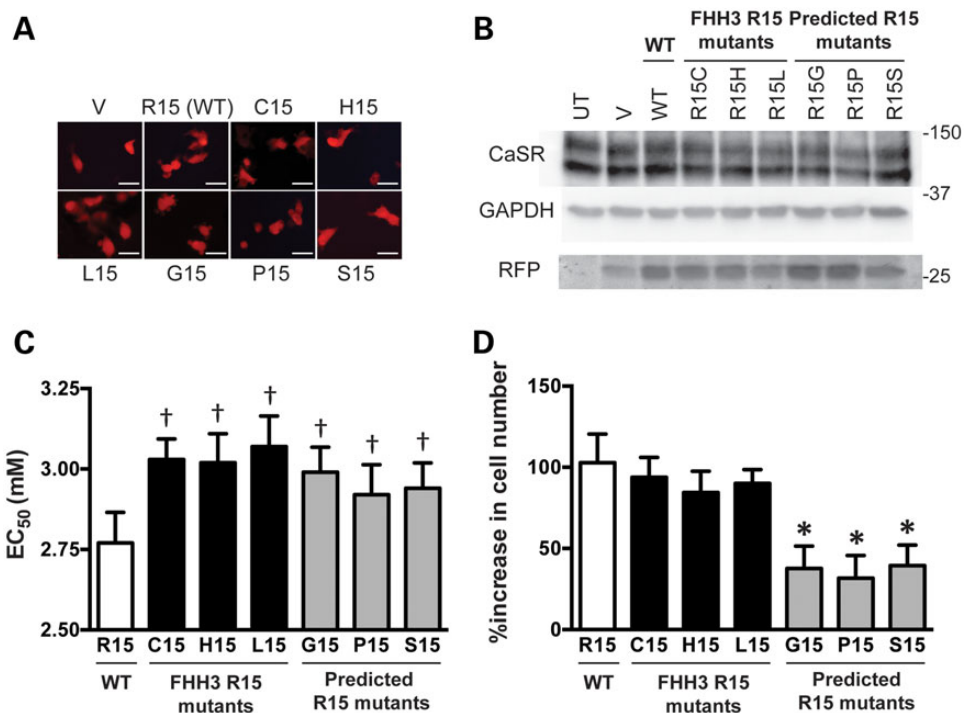 A
V R15 (WT) C15 H15
L15 G15 P15 S15
B
WT
FHH3 R15
mutants
Predicted R15
mutants
UT V WT R15C R15H R15L R15G R15P R15S
CaSR
-150
-37
GAPDH
RFP
-25
C
EC50 (mM)
3.25
3.00
2.75
2.50
† † † † † †
R15 C15 H15 L15 G15 P15 S15
WT
FHH3 R15
mutants
Predicted
R15 mutants
D
%increase in cell number
150
100
50
0
* * *
R15 C15 H15 L15 G15 P15 S15
WT
FHH3 R15
mutants
Predicted
R15 mutants